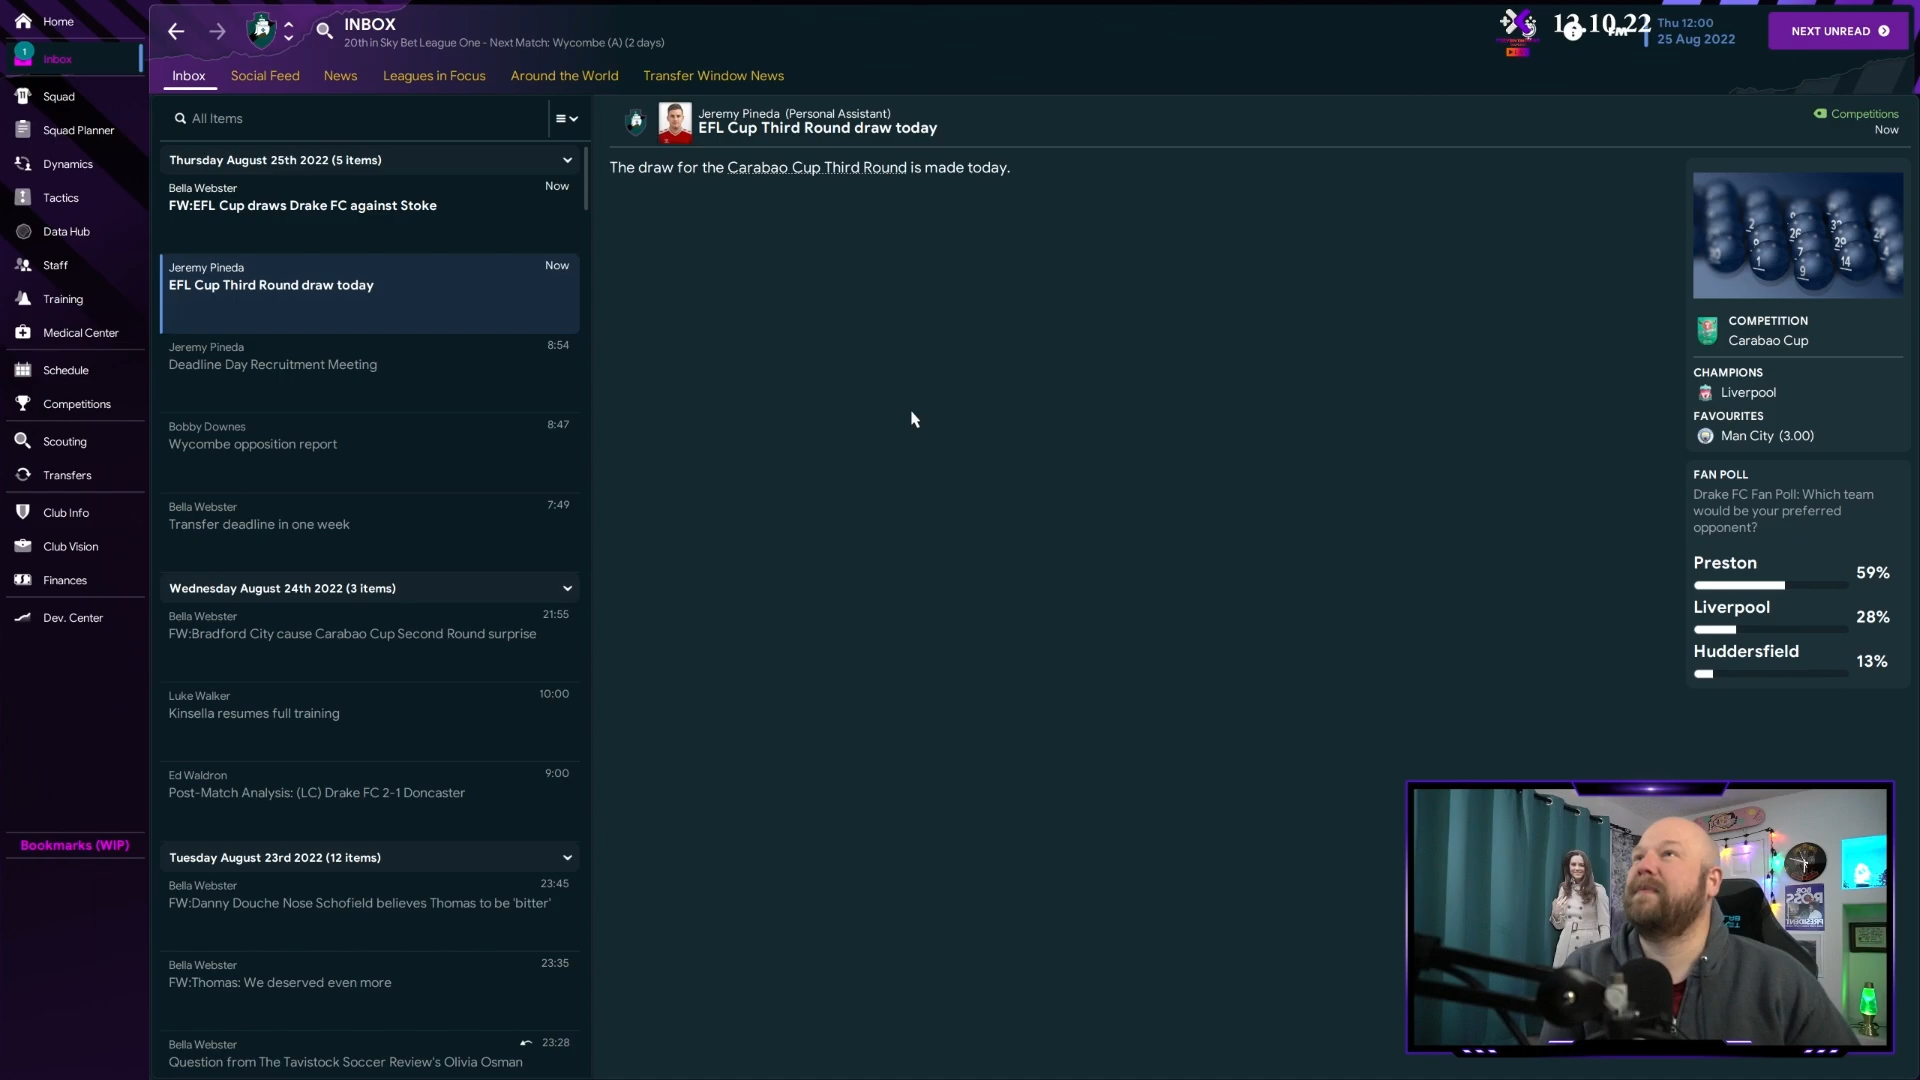 Home
1
Inbox
Squad
Squad Planner
Dynamics
Tactics
Data Hub
Staff
Training
Medical Center
Schedule
Competitions
Scouting
Transfers
Club Info
Club Vision
Finances
Dev. Center
Bookmarks (WIP)
INBOX
20th in Sky Bet League One - Next Match: Wycombe (A) (2 days)
Thu 12:00
25 Aug 2022
NEXT UNREAD
Inbox
Social Feed
News
Leagues in Focus
Around the World
Transfer Window News
All Items
Thursday August 25th 2022 (5 items)
Bella Webster
Now
FW:EFL Cup draws Drake FC against Stoke
Jeremy Pineda
Now
EFL Cup Third Round draw today
Jeremy Pineda
8:54
Deadline Day Recruitment Meeting
Bobby Downes
8:47
Wycombe opposition report
Bella Webster
7:49
Transfer deadline in one week
Wednesday August 24th 2022 (3 items)
Bella Webster
21:55
FW:Bradford City cause Carabao Cup Second Round surprise
Luke Walker
10:00
Kinsella resumes full training
Ed Waldron
9:00
Post-Match Analysis: (LC) Drake FC 2-1 Doncaster
Tuesday August 23rd 2022 (12 items)
Bella Webster
23:45
FW:Danny Douche Nose Schofield believes Thomas to be 'bitter'
Bella Webster
23:35
FW:Thomas: We deserved even more
Bella Webster
23:28
Question from The Tavistock Soccer Review's Olivia Osman
Jeremy Pineda (Personal Assistant)
EFL Cup Third Round draw today
Competitions
Now
The draw for the Carabao Cup Third Round is made today.
COMPETITION
Carabao Cup
CHAMPIONS
Liverpool
FAVOURITES
Man City (3.00)
FAN POLL
Drake FC Fan Poll: Which team
would be your preferred
opponent?
Preston
59%
Liverpool
28%
Huddersfield
13%